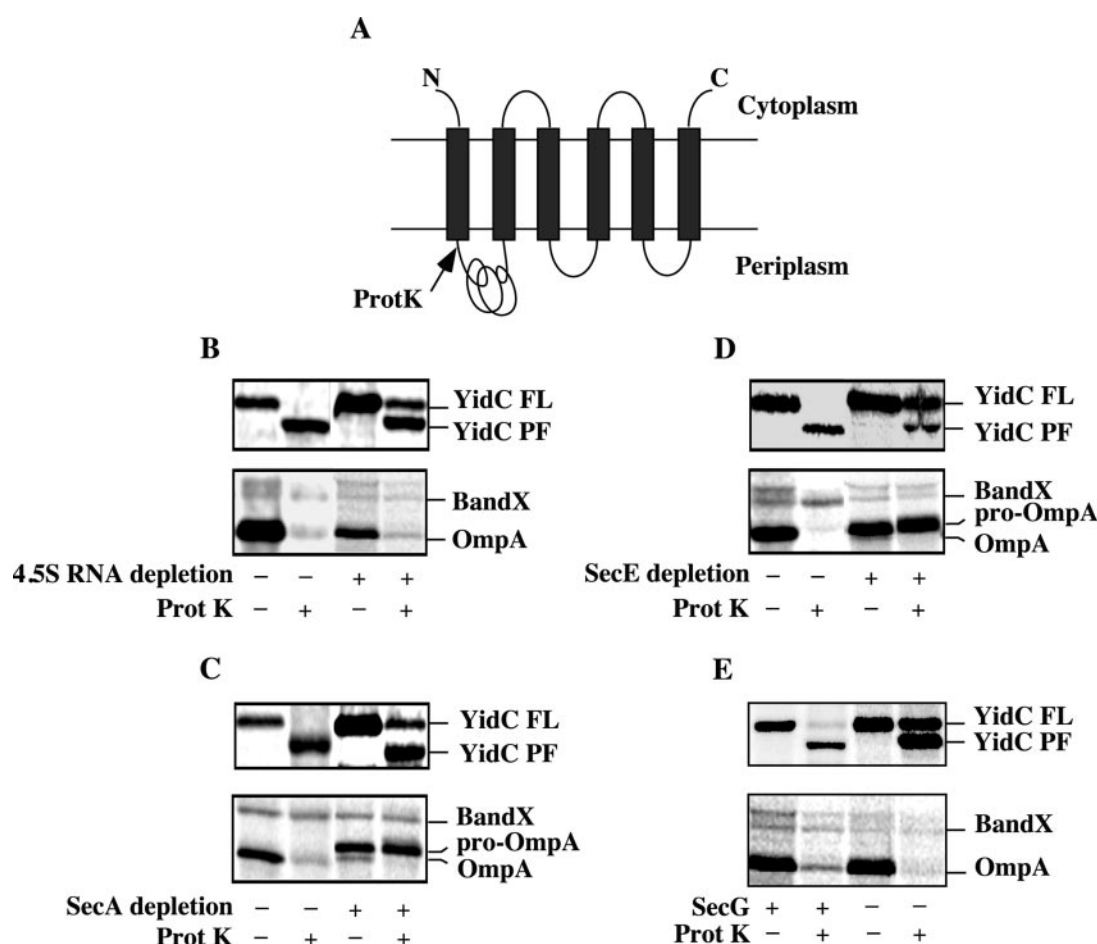 A
N
C
Cytoplasm
Periplasm
ProtK
B
YidC FL
YidC PF
BandX
OmpA
4.5S RNA depletion – – + +
Prot K – + – +
D
YidC FL
YidC PF
BandX
pro-OmpA
OmpA
SecE depletion – – + +
Prot K – + – +
C
YidC FL
YidC PF
BandX
pro-OmpA
OmpA
SecA depletion – – + +
Prot K – + – +
E
YidC FL
YidC PF
BandX
OmpA
SecG + + – –
Prot K – + – +